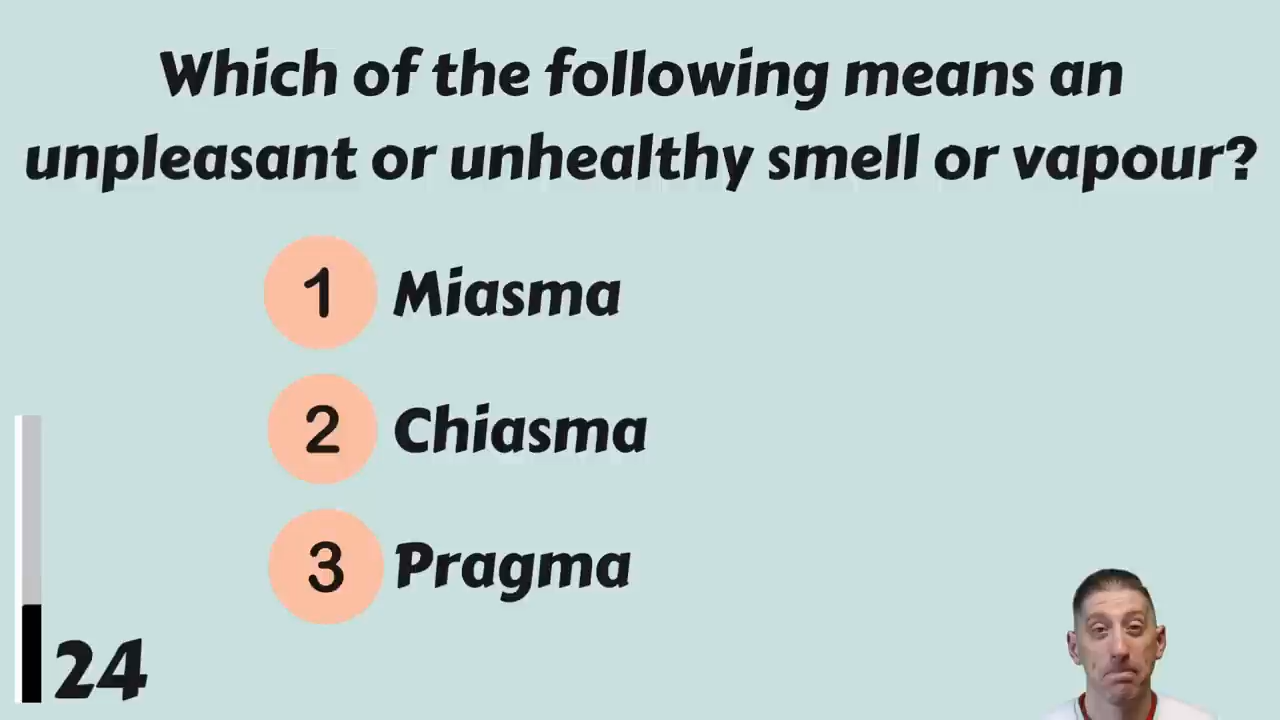 Which of the following means an
unpleasant or unhealthy smell or vapour?
1 Miasma
2 Chiasma
3 Pragma
24